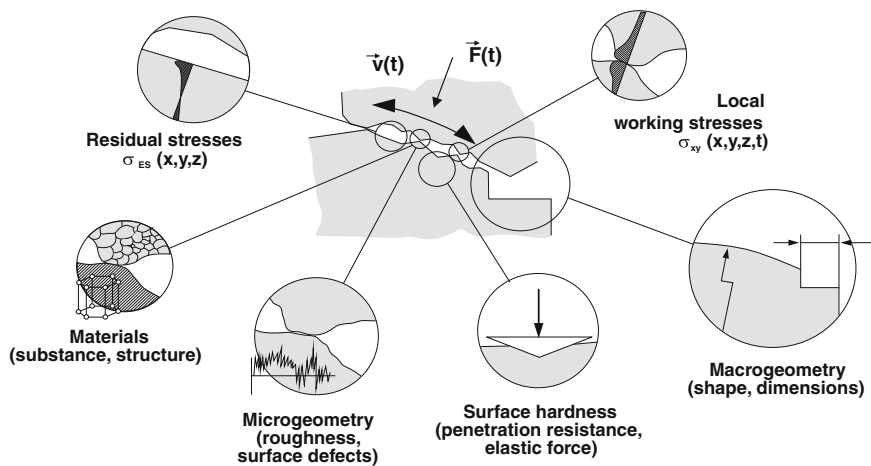 v(t)
F(t)
Residual stresses
σ ES (x,y,z)
Local
working stresses
σxy (x,y,z,t)
Materials
(substance, structure)
Microgeometry
(roughness,
surface defects)
Surface hardness
(penetration resistance,
elastic force)
Macrogeometry
(shape, dimensions)